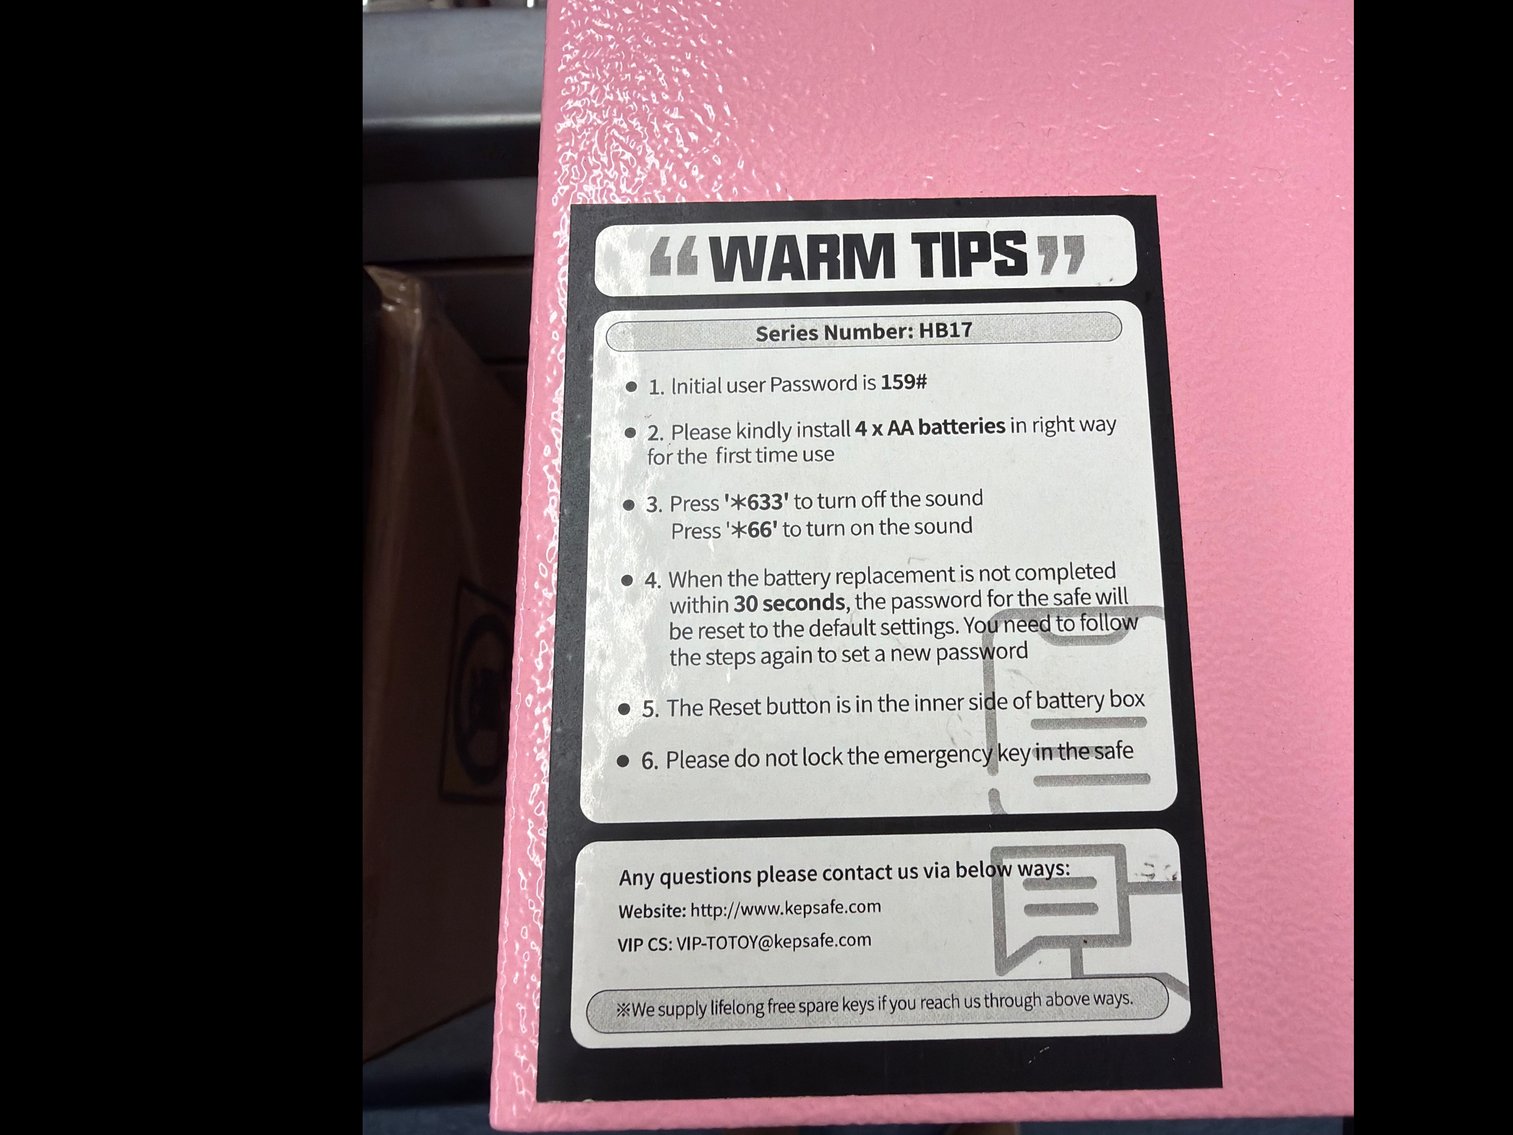 “ WARM TIPS ”
Series Number: HB17
● 1. Initial user Password is 159#
● 2. Please kindly install 4 x AA batteries in right way
for the first time use
● 3. Press '✳633' to turn off the sound
Press '✳66' to turn on the sound
● 4. When the battery replacement is not completed
within 30 seconds, the password for the safe will
be reset to the default settings. You need to follow
the steps again to set a new password
● 5. The Reset button is in the inner side of battery box
● 6. Please do not lock the emergency key in the safe
Any questions please contact us via below ways:
Website: http://www.kepsafe.com
VIP CS: VIP-TOTOY@kepsafe.com
※We supply lifelong free spare keys if you reach us through above ways.